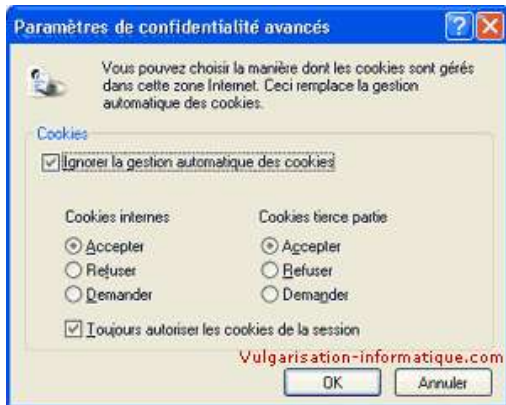 Paramètres de confidentialité avancés
Vous pouvez choisir la manière dont les cookies sont gérés
dans cette zone Internet. Ceci remplace la gestion
automatique des cookies.
Cookies
Ignorer la gestion automatique des cookies
Cookies internes
Cookies tierce partie
Accepter
Accepter
Refuser
Refuser
Demander
Demander
Toujours autoriser les cookies de la session
Vulgarisation-informatique.com
OK
Annuler